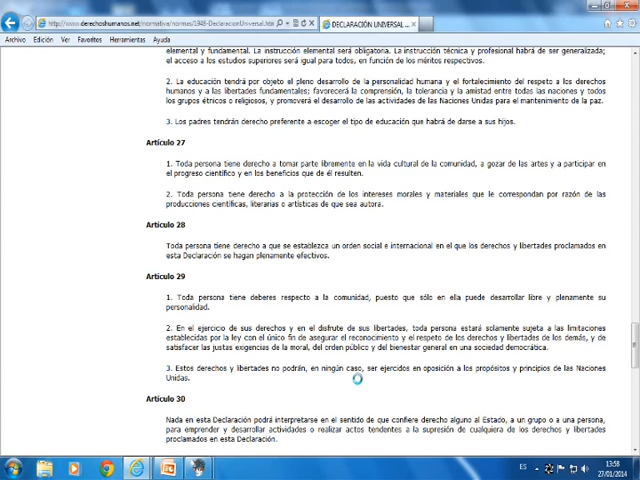 http://www.derechoshumanos.net/normativa/normas/1948-DeclaracionUniversal.htm
DECLARACIÓN UNIVERSAL ...
Archivo Edición Ver Favoritos Herramientas Ayuda
elemental y fundamental. La instrucción elemental será obligatoria. La instrucción técnica y profesional habrá de ser generalizada;
el acceso a los estudios superiores será igual para todos, en función de los méritos respectivos.
2. La educación tendrá por objeto el pleno desarrollo de la personalidad humana y el fortalecimiento del respeto a los derechos
humanos y a las libertades fundamentales; favorecerá la comprensión, la tolerancia y la amistad entre todas las naciones y todos
los grupos étnicos o religiosos, y promoverá el desarrollo de las actividades de las Naciones Unidas para el mantenimiento de la paz.
3. Los padres tendrán derecho preferente a escoger el tipo de educación que habrá de darse a sus hijos.
Artículo 27
1. Toda persona tiene derecho a tomar parte libremente en la vida cultural de la comunidad, a gozar de las artes y a participar en
el progreso científico y en los beneficios que de él resulten.
2. Toda persona tiene derecho a la protección de los intereses morales y materiales que le correspondan por razón de las
producciones científicas, literarias o artísticas de que sea autora.
Artículo 28
Toda persona tiene derecho a que se establezca un orden social e internacional en el que los derechos y libertades proclamados en
esta Declaración se hagan plenamente efectivos.
Artículo 29
1. Toda persona tiene deberes respecto a la comunidad, puesto que sólo en ella puede desarrollar libre y plenamente su
personalidad.
2. En el ejercicio de sus derechos y en el disfrute de sus libertades, toda persona estará solamente sujeta a las limitaciones
establecidas por la ley con el único fin de asegurar el reconocimiento y el respeto de los derechos y libertades de los demás, y de
satisfacer las justas exigencias de la moral, del orden público y del bienestar general en una sociedad democrática.
3. Estos derechos y libertades no podrán, en ningún caso, ser ejercidos en oposición a los propósitos y principios de las Naciones
Unidas.
Artículo 30
Nada en esta Declaración podrá interpretarse en el sentido de que confiere derecho alguno al Estado, a un grupo o a una persona,
para emprender y desarrollar actividades o realizar actos tendentes a la supresión de cualquiera de los derechos y libertades
proclamados en esta Declaración.
ES
13:58
27/01/2014